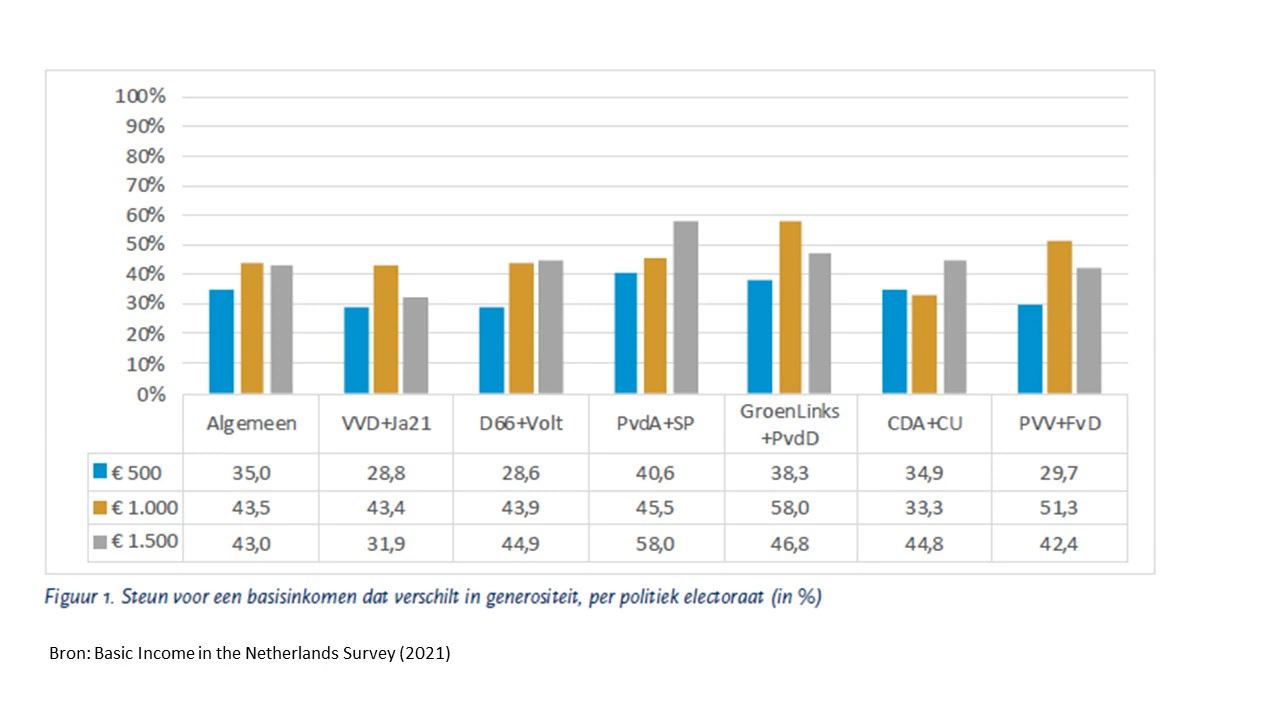 100%
90%
80%
70%
60%
50%
40%
30%
20%
10%
0%
Algemeen VVD+Ja21 D66+Volt PvdA+SP GroenLinks +PvdD CDA+CU PVV+FvD
€ 500 35,0 28,8 28,6 40,6 38,3 34,9 29,7
€ 1.000 43,5 43,4 43,9 45,5 58,0 33,3 51,3
€ 1.500 43,0 31,9 44,9 58,0 46,8 44,8 42,4
Figuur 1. Steun voor een basisinkomen dat verschilt in generositeit, per politiek electoraat (in %)
Bron: Basic Income in the Netherlands Survey (2021)